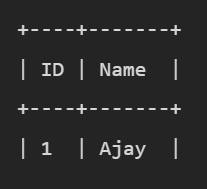 +----+-------+
| ID | Name  |
+----+-------+
| 1  | Ajay  |